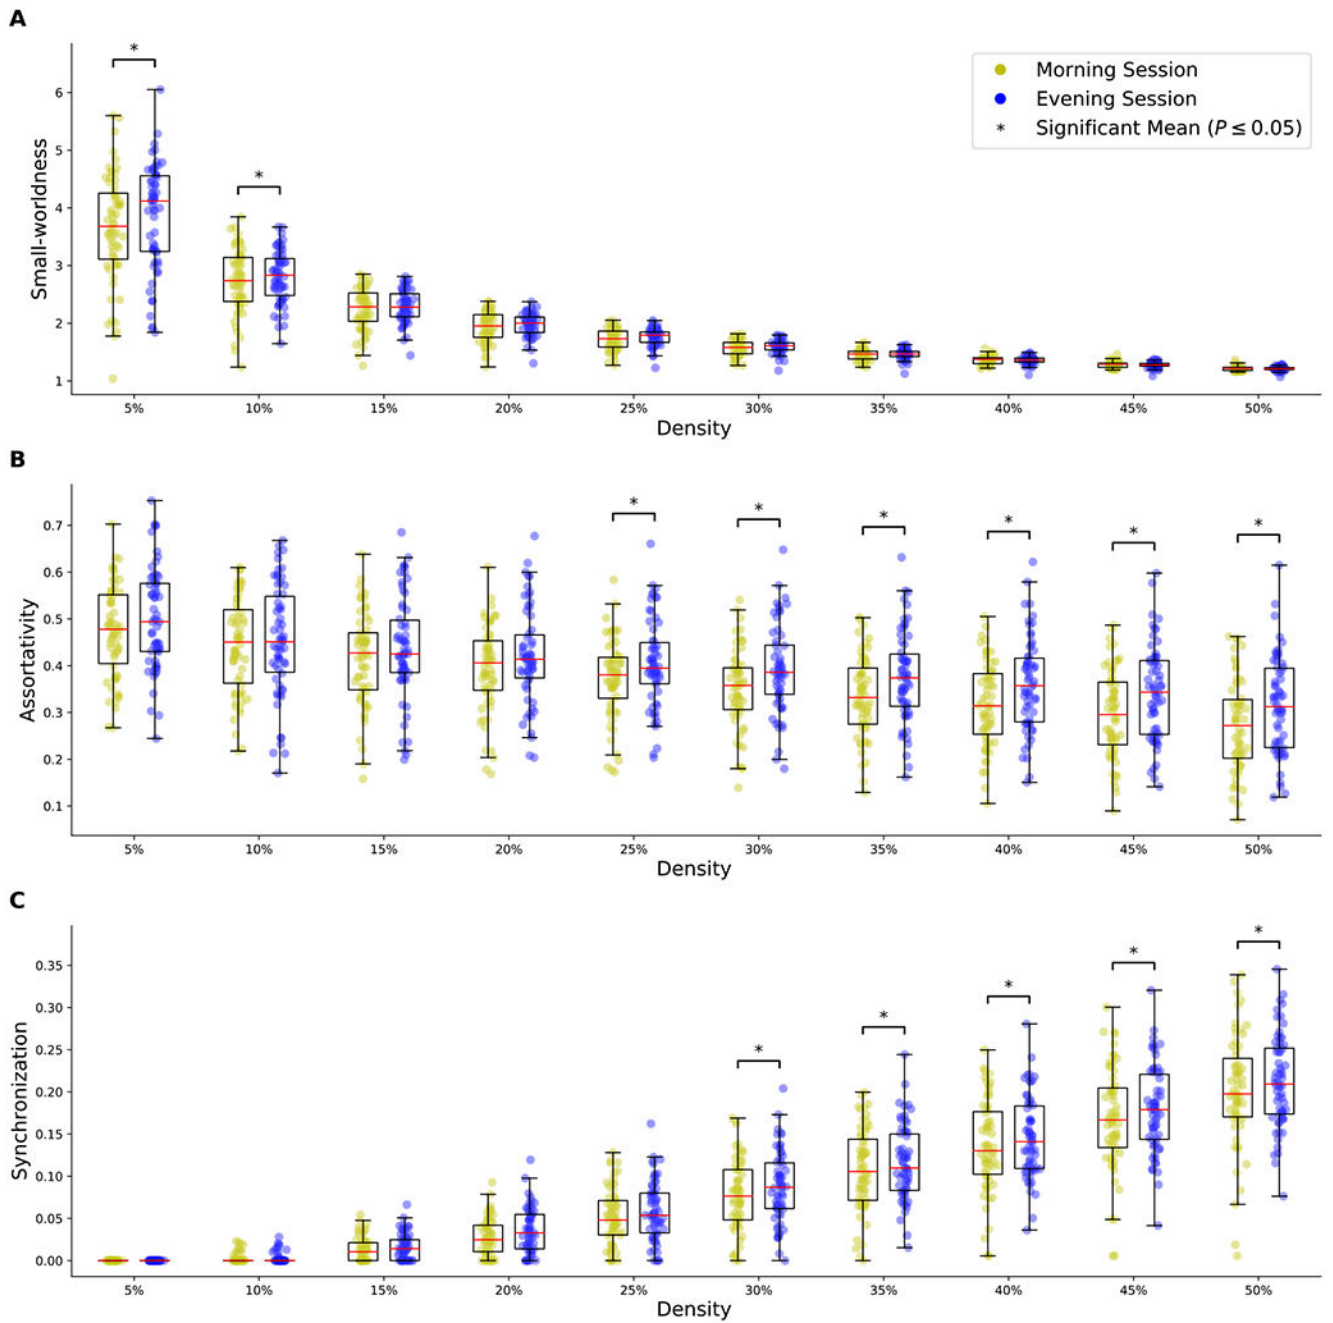 A
*
*
Small-worldness
6
5
4
3
2
1
5% 10% 15% 20% 25% 30% 35% 40% 45% 50%
Density
Morning Session
Evening Session
* Significant Mean (P ≤ 0.05)
B
* * * * * *
Assortativity
0.7
0.6
0.5
0.4
0.3
0.2
0.1
5% 10% 15% 20% 25% 30% 35% 40% 45% 50%
Density
C
* * * * *
Synchronization
0.35
0.30
0.25
0.20
0.15
0.10
0.05
0.00
5% 10% 15% 20% 25% 30% 35% 40% 45% 50%
Density